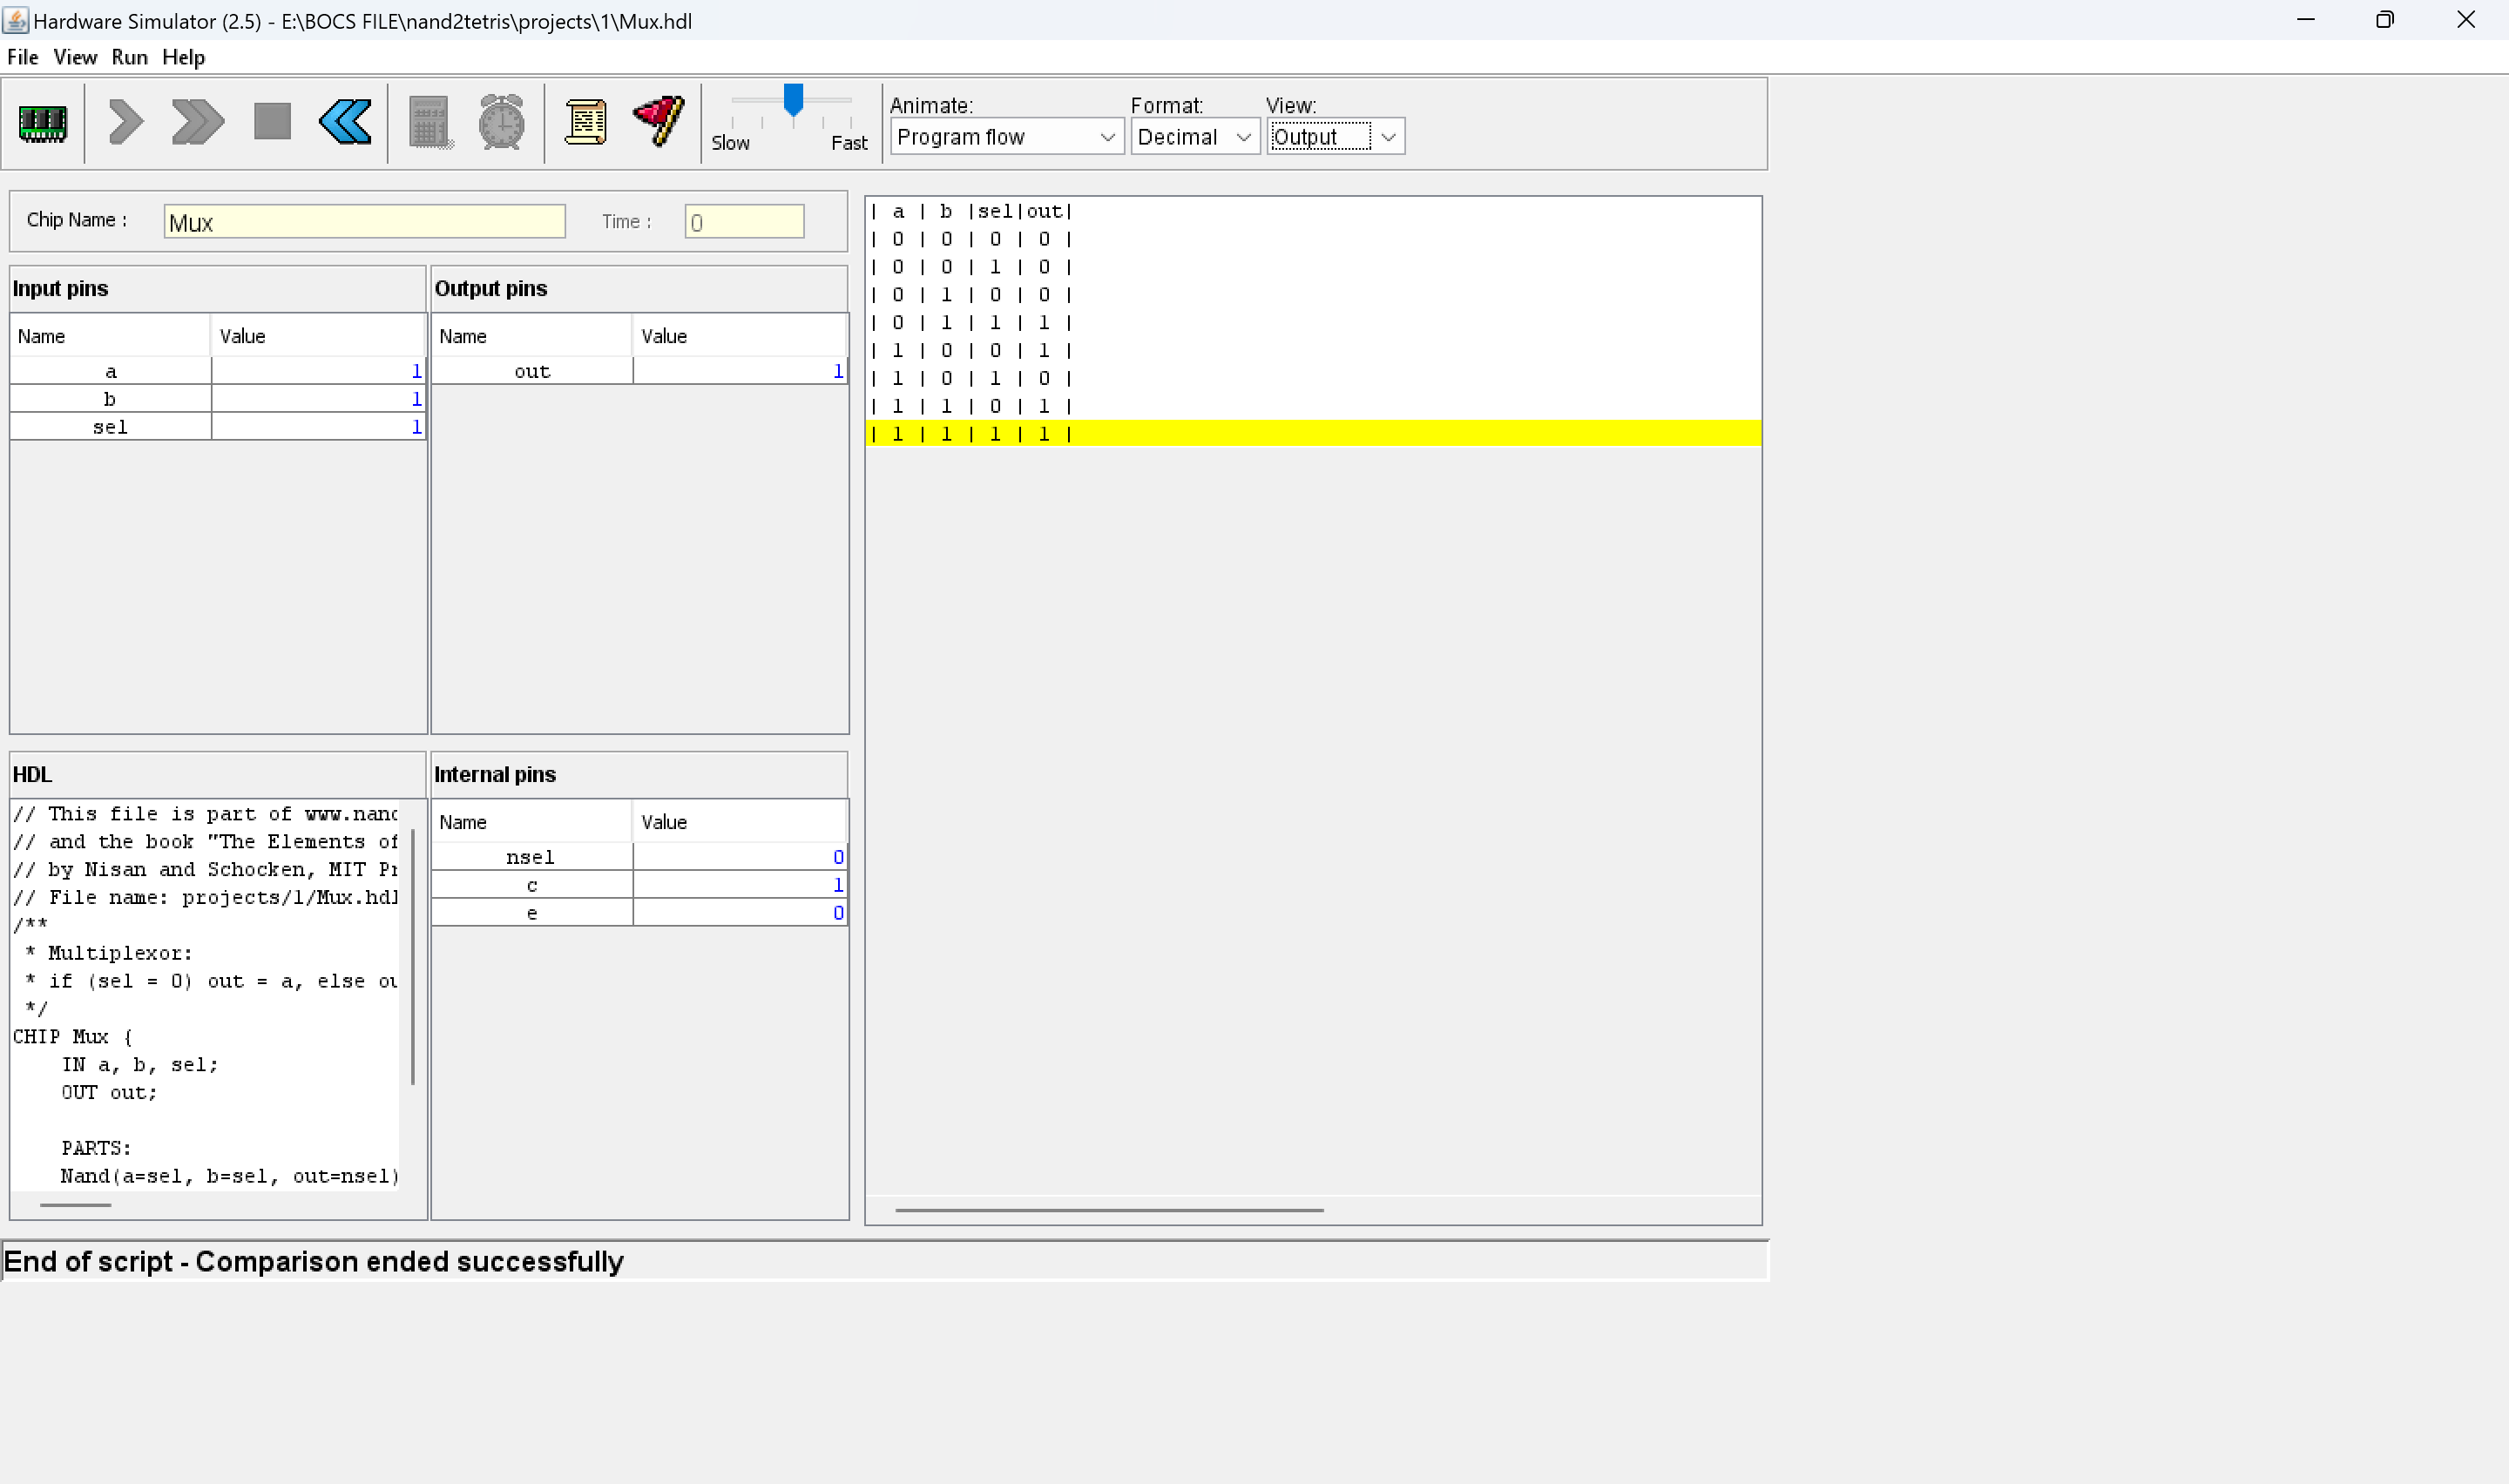 Hardware Simulator (2.5) - E:\BOCS FILE\nand2tetris\projects\1\Mux.hdl
File View Run Help
Slow Fast
Animate: Format: View:
Program flow Decimal Output
Chip Name : Mux Time : 0
Input pins
Name Value
a 1
b 1
sel 1
Output pins
Name Value
out 1
HDL
// This file is part of www.nand
// and the book "The Elements of
// by Nisan and Schocken, MIT Pr
// File name: projects/1/Mux.hdl
/**
* Multiplexor:
* if (sel = 0) out = a, else ou
*/
CHIP Mux {
IN a, b, sel;
OUT out;
PARTS:
Nand(a=sel, b=sel, out=nsel)
Internal pins
Name Value
nsel 0
c 1
e 0
| a | b |sel|out|
| 0 | 0 | 0 | 0 |
| 0 | 0 | 1 | 0 |
| 0 | 1 | 0 | 0 |
| 0 | 1 | 1 | 1 |
| 1 | 0 | 0 | 1 |
| 1 | 0 | 1 | 0 |
| 1 | 1 | 0 | 1 |
| 1 | 1 | 1 | 1 |
End of script - Comparison ended successfully